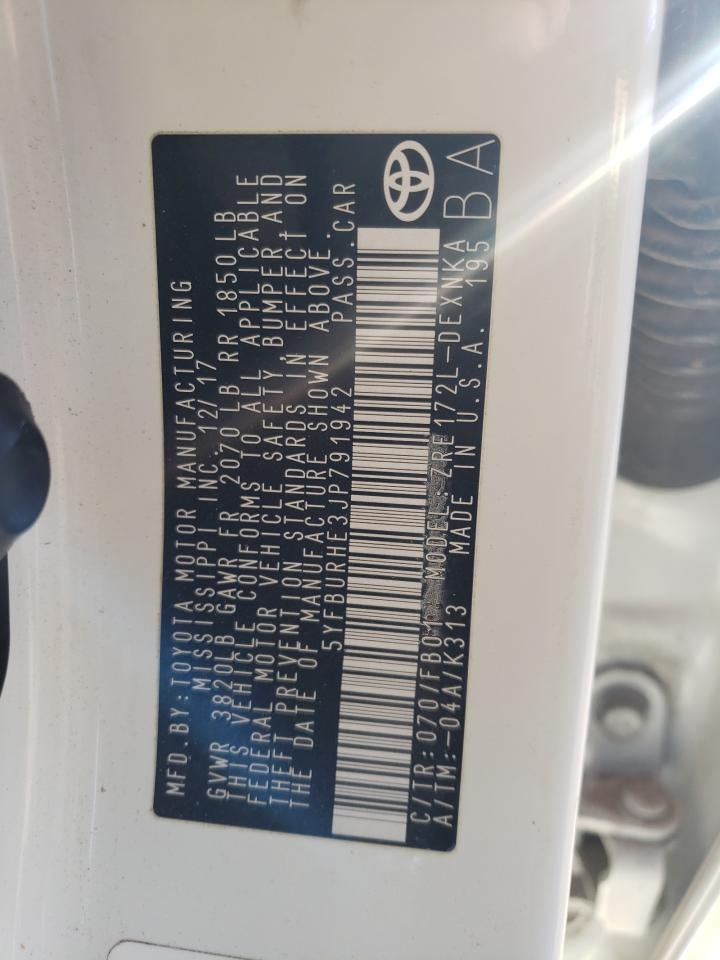 MFD.BY:TOYOTA MOTOR MANUFACTURING
MISSISSIPPI INC. 12/17
GVWR 3820LB GAWR FR 2070 LB RR 1850LB
THIS VEHICLE CONFORMS TO ALL APPLICABLE
FEDERAL MOTOR VEHICLE SAFETY, BUMPER, AND
THEFT PREVENTION STANDARDS IN EFFECT ON
THE DATE OF MANUFACTURE SHOWN ABOVE.
5YFBURHE3JP791942 PASS.CAR
C/TR:070/FB01 MODEL:ZRE172L-DEXNKA
A/TM:-04A/K313 MADE IN U.S.A. 195
BA